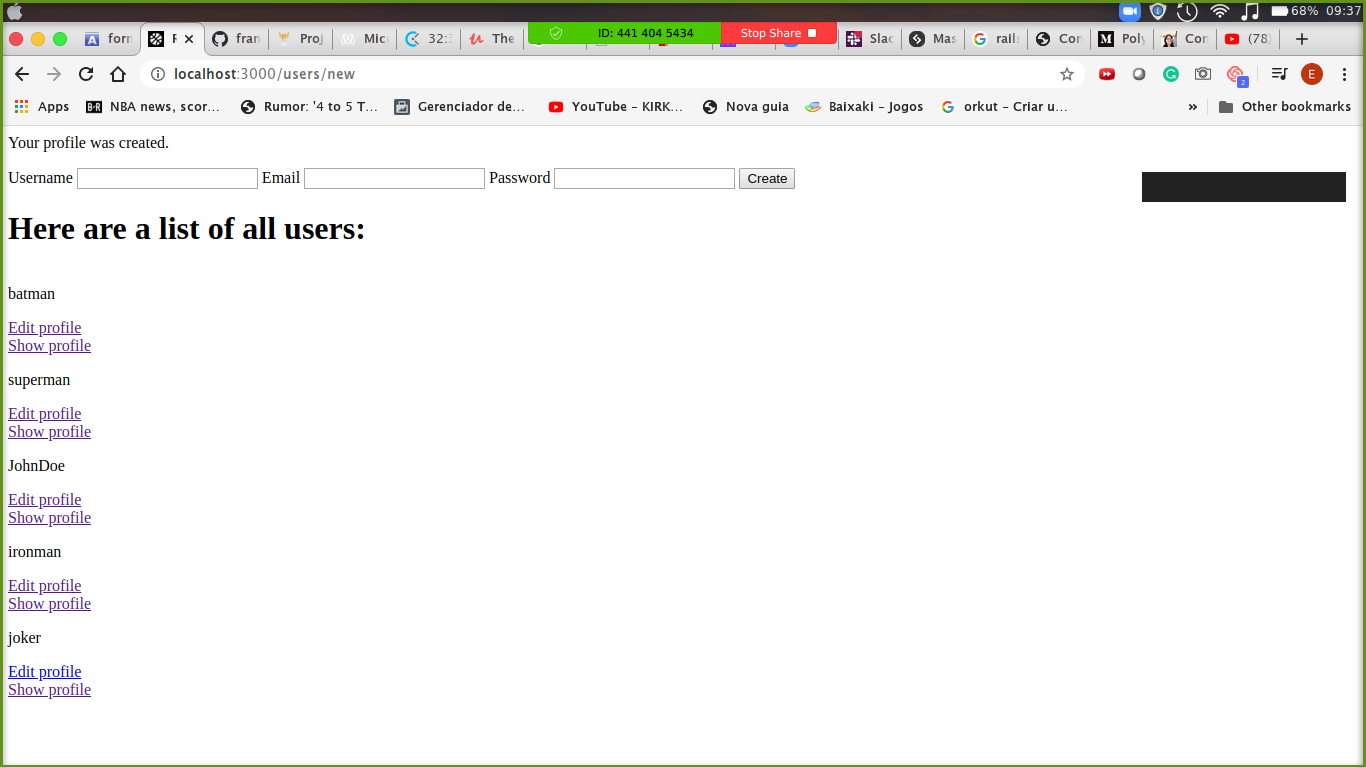 68% 09:37
forn
F
fran
Proj
Micr
32:3
The
ID: 441 404 5434
Stop Share
Slac
Mas
rails
Con
Poly
Con
(78)
localhost:3000/users/new
E
2
Apps
NBA news, scor...
Rumor: '4 to 5 T...
Gerenciador de...
YouTube – KIRK...
Nova guia
Baixaki – Jogos
orkut – Criar u...
»
Other bookmarks
Your profile was created.
Username Email Password Create
Here are a list of all users:
batman
Edit profile
Show profile
superman
Edit profile
Show profile
JohnDoe
Edit profile
Show profile
ironman
Edit profile
Show profile
joker
Edit profile
Show profile